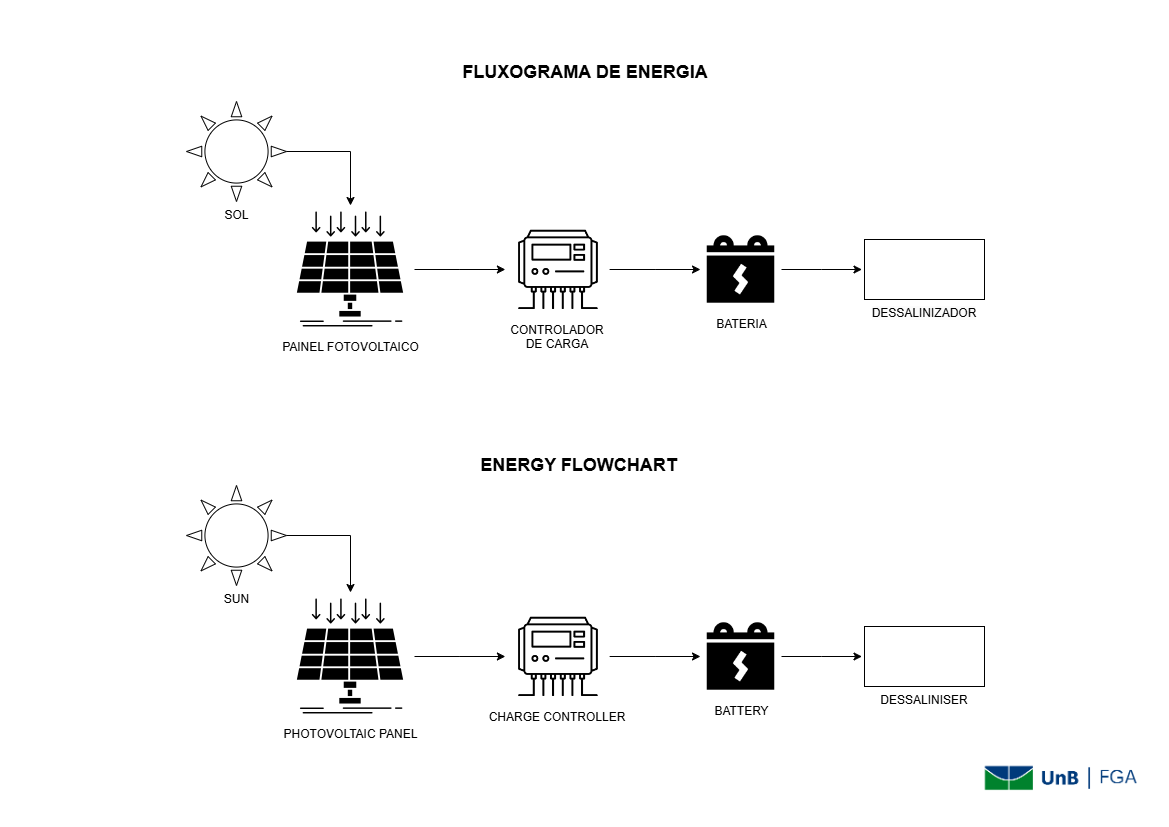 FLUXOGRAMA DE ENERGIA
SOL
PAINEL FOTOVOLTAICO
CONTROLADOR
DE CARGA
BATERIA
DESSALINIZADOR
ENERGY FLOWCHART
SUN
PHOTOVOLTAIC PANEL
CHARGE CONTROLLER
BATTERY
DESSALINISER
UnB | FGA